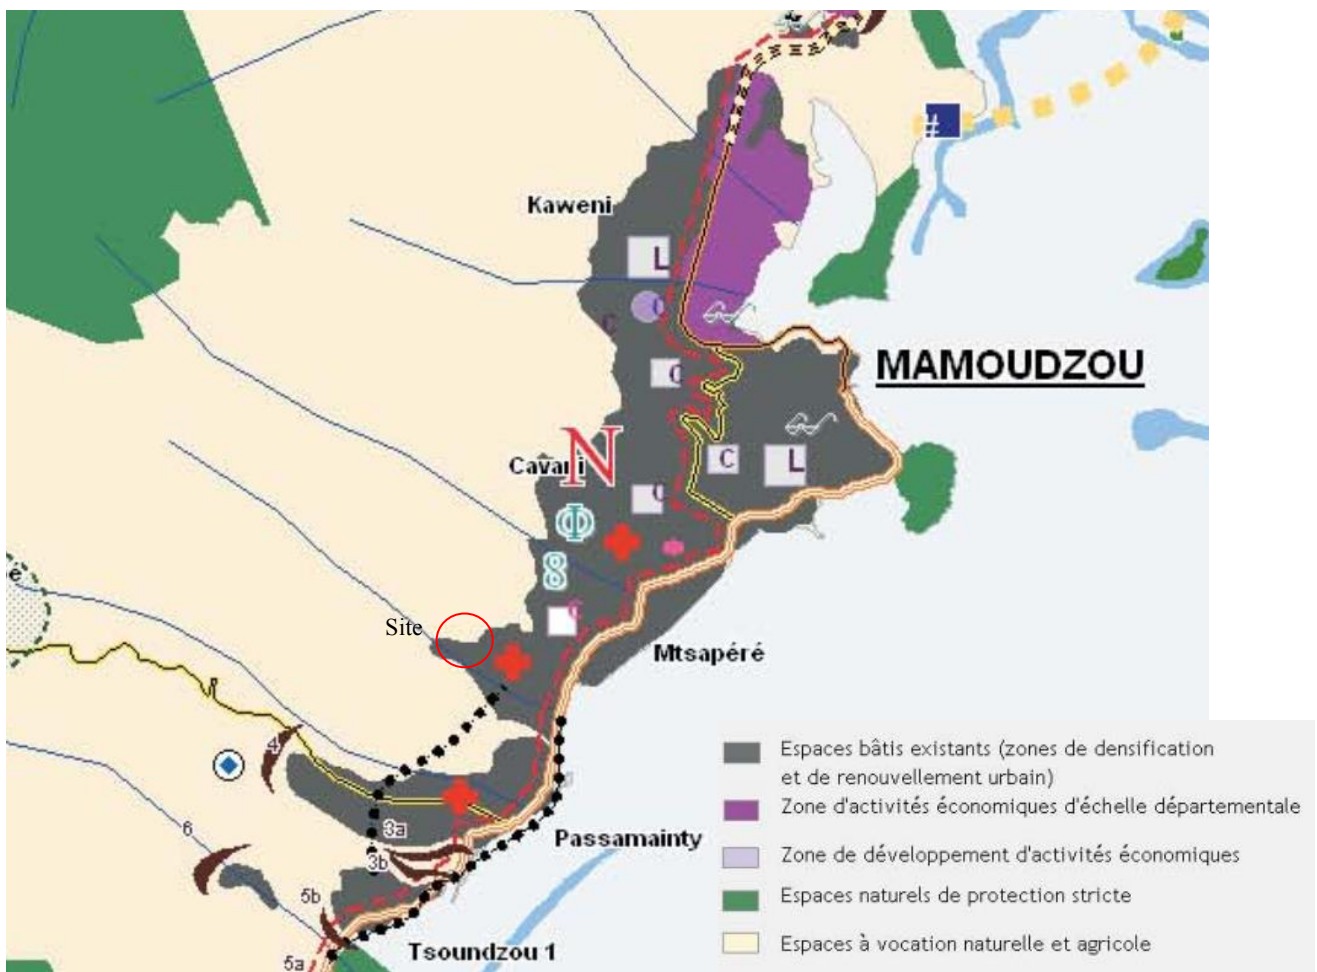 Kaweni
L
C
C
C
MAMOUDZOU
N
Cavani
C
L
C
Φ
8
C
Site
Mtsapéré
é
4
6
3a
3b
Passamainty
5b
5a
Tsoundzou 1
#
Espaces bâtis existants (zones de densification
et de renouvellement urbain)
Zone d'activités économiques d'échelle départementale
Zone de développement d'activités économiques
Espaces naturels de protection stricte
Espaces à vocation naturelle et agricole